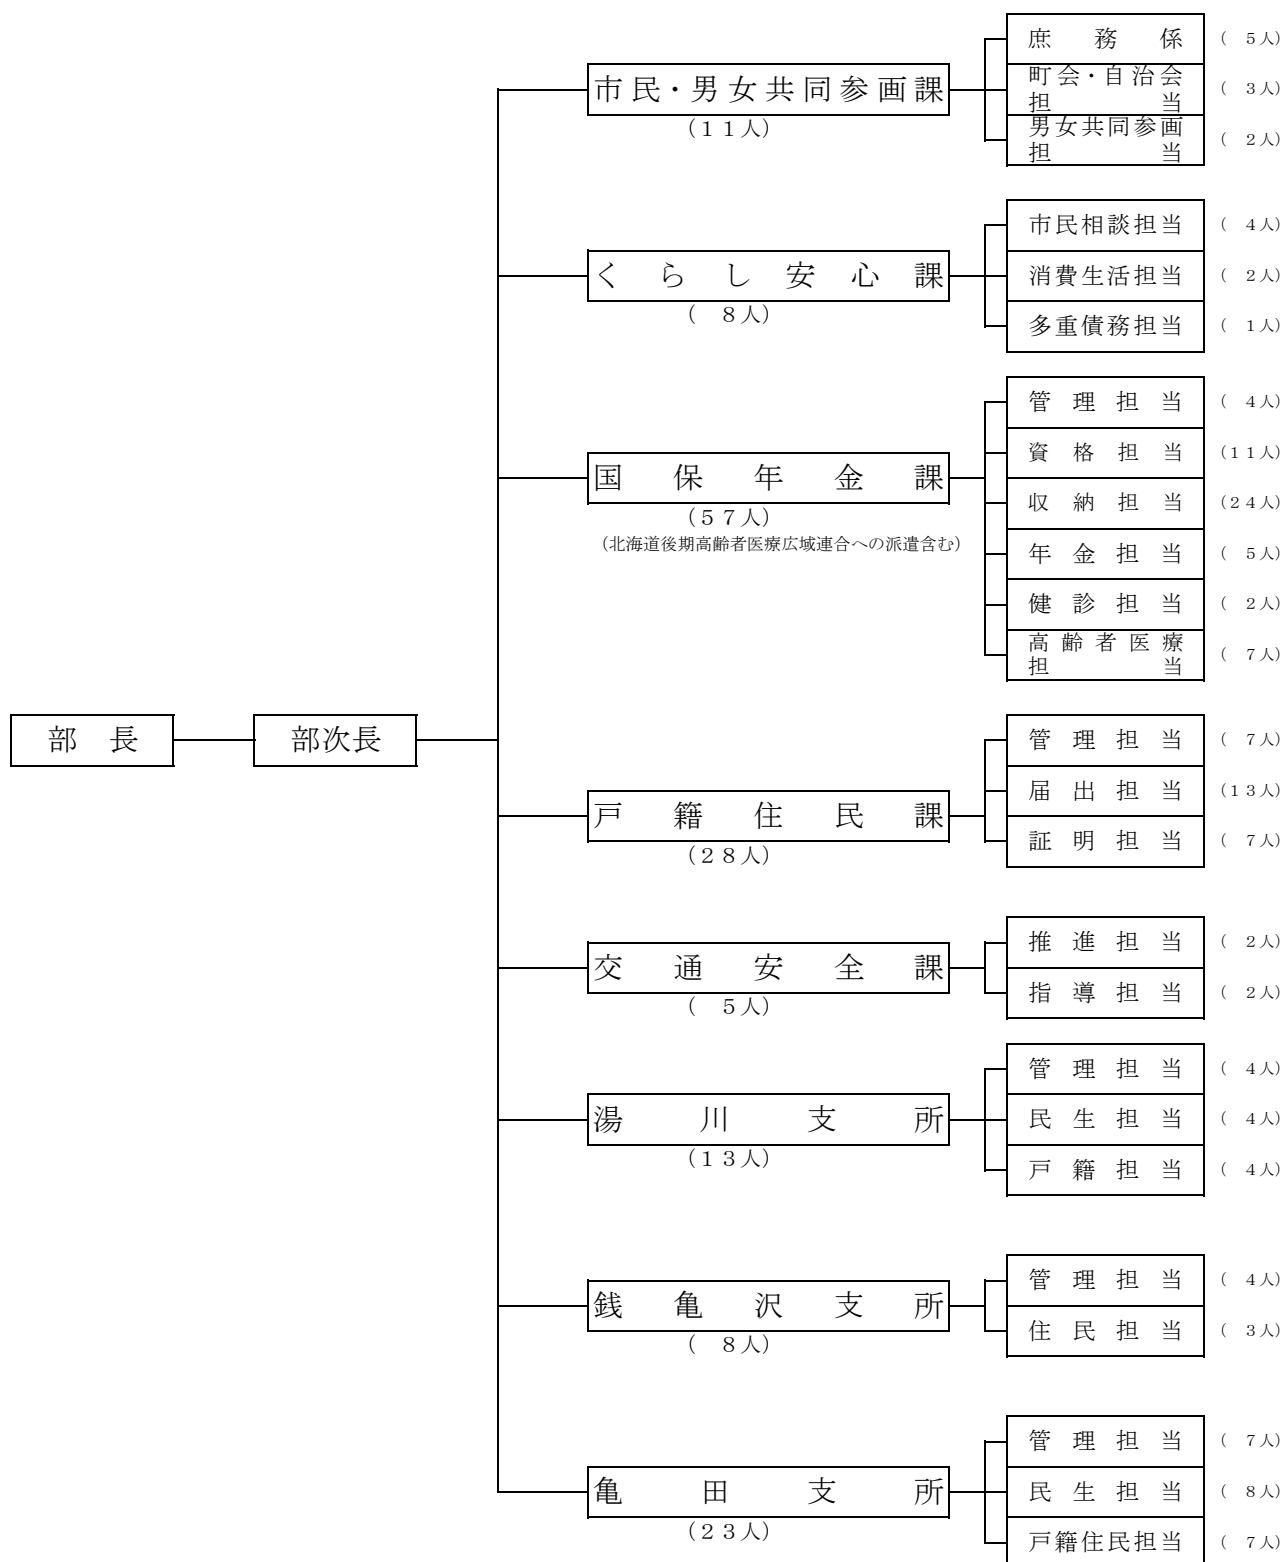 部　長
部次長
市民・男女共同参画課
（１１人）
庶　務　係
（　５人）
町会・自治会
担　当
（　３人）
男女共同参画
担　当
（　２人）
くらし安心課
（　８人）
市民相談担当
（　４人）
消費生活担当
（　２人）
多重債務担当
（　１人）
国保年金課
（５７人）
（北海道後期高齢者医療広域連合への派遣含む）
管理担当
（　４人）
資格担当
（１１人）
収納担当
（２４人）
年金担当
（　５人）
健診担当
（　２人）
高齢者医療
担　当
（　７人）
戸籍住民課
（２８人）
管理担当
（　７人）
届出担当
（１３人）
証明担当
（　７人）
交通安全課
（　５人）
推進担当
（　２人）
指導担当
（　２人）
湯川支所
（１３人）
管理担当
（　４人）
民生担当
（　４人）
戸籍担当
（　４人）
銭亀沢支所
（　８人）
管理担当
（　４人）
住民担当
（　３人）
亀田支所
（２３人）
管理担当
（　７人）
民生担当
（　８人）
戸籍住民担当
（　７人）